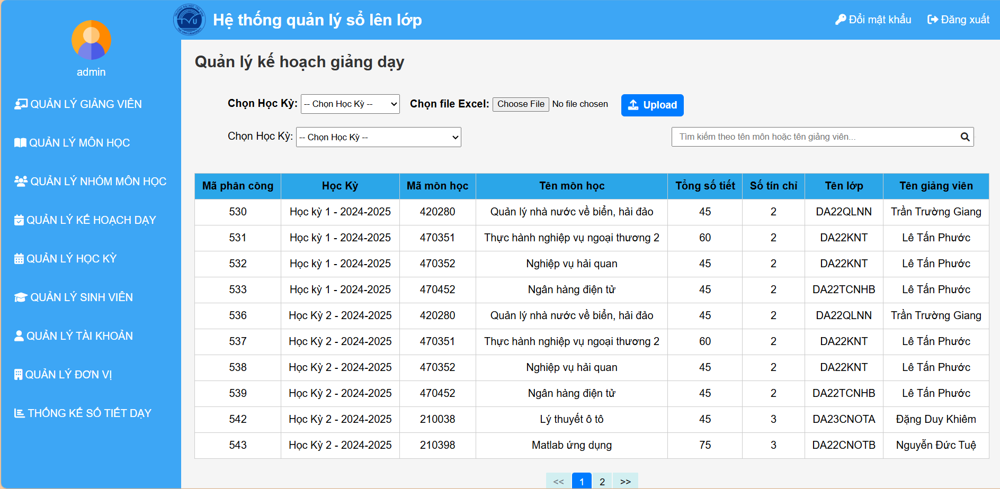 Hệ thống quản lý sổ lên lớp
Đổi mật khẩu
Đăng xuất
admin
QUẢN LÝ GIẢNG VIÊN
QUẢN LÝ MÔN HỌC
QUẢN LÝ NHÓM MÔN HỌC
QUẢN LÝ KẾ HOẠCH DẠY
QUẢN LÝ HỌC KỲ
QUẢN LÝ SINH VIÊN
QUẢN LÝ TÀI KHOẢN
QUẢN LÝ ĐƠN VỊ
THỐNG KẾ SỐ TIẾT DẠY
Quản lý kế hoạch giảng dạy
Chọn Học Kỳ: -- Chọn Học Kỳ -- Chọn file Excel: Choose File No file chosen Upload
Chọn Học Kỳ: -- Chọn Học Kỳ -- Tìm kiếm theo tên môn hoặc tên giảng viên...
Mã phân công Học Kỳ Mã môn học Tên môn học Tổng số tiết Số tín chỉ Tên lớp Tên giảng viên
530 Học kỳ 1 - 2024-2025 420280 Quản lý nhà nước về biển, hải đảo 45 2 DA22QLNN Trần Trường Giang
531 Học kỳ 1 - 2024-2025 470351 Thực hành nghiệp vụ ngoại thương 2 60 2 DA22KNT Lê Tấn Phước
532 Học kỳ 1 - 2024-2025 470352 Nghiệp vụ hải quan 45 2 DA22KNT Lê Tấn Phước
533 Học kỳ 1 - 2024-2025 470452 Ngân hàng điện tử 45 2 DA22TCNHB Lê Tấn Phước
536 Học Kỳ 2 - 2024-2025 420280 Quản lý nhà nước về biển, hải đảo 45 2 DA22QLNN Trần Trường Giang
537 Học Kỳ 2 - 2024-2025 470351 Thực hành nghiệp vụ ngoại thương 2 60 2 DA22KNT Lê Tấn Phước
538 Học Kỳ 2 - 2024-2025 470352 Nghiệp vụ hải quan 45 2 DA22KNT Lê Tấn Phước
539 Học Kỳ 2 - 2024-2025 470452 Ngân hàng điện tử 45 2 DA22TCNHB Lê Tấn Phước
542 Học Kỳ 2 - 2024-2025 210038 Lý thuyết ô tô 45 3 DA23CNOTA Đặng Duy Khiêm
543 Học Kỳ 2 - 2024-2025 210398 Matlab ứng dụng 75 3 DA22CNOTB Nguyễn Đức Tuệ
<< 1 2 >>